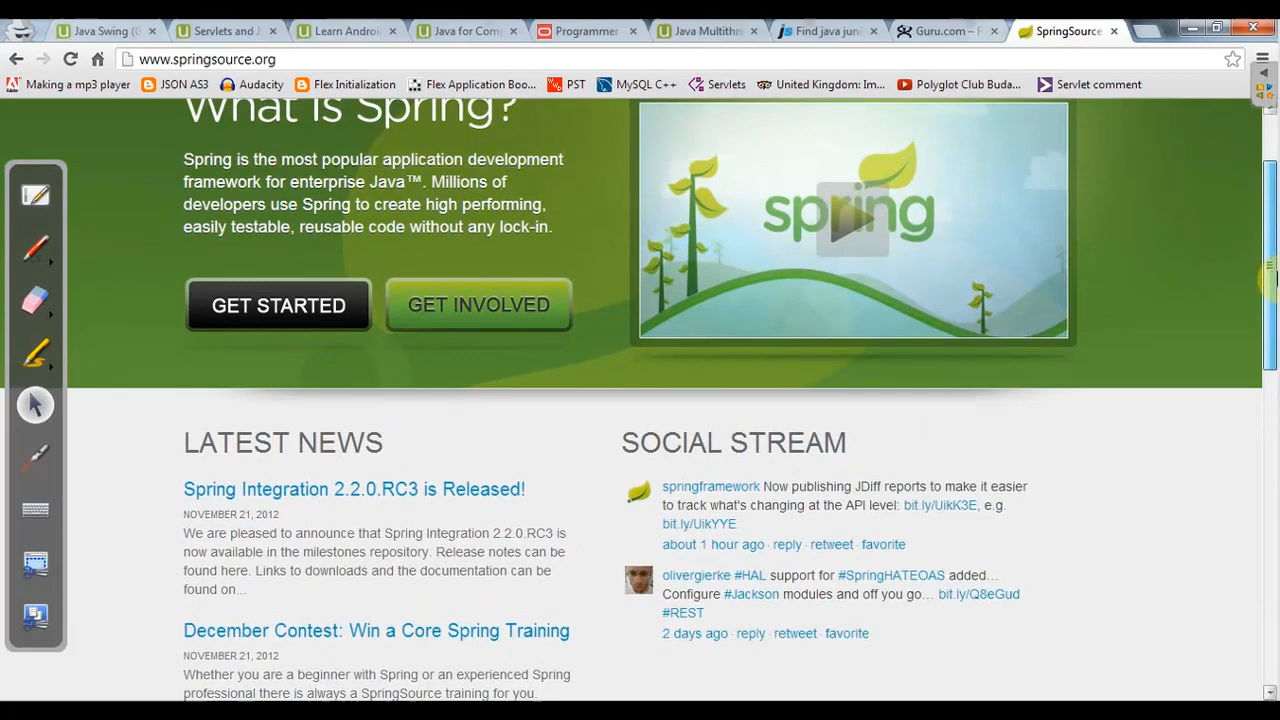 Java Swing (G
Servlets and J
Learn Androi
Java for Comp
Programmer
Java Multithre
Find java juni
Guru.com – F
SpringSource
www.springsource.org
Making a mp3 player
JSON AS3
Audacity
Flex Initialization
Flex Application Boo...
PST
MySQL C++
Servlets
United Kingdom: Im...
Polyglot Club Buda...
Servlet comment
What is Spring?
Spring is the most popular application development
framework for enterprise Java™. Millions of
developers use Spring to create high performing,
easily testable, reusable code without any lock-in.
GET STARTED
GET INVOLVED
spring
LATEST NEWS
Spring Integration 2.2.0.RC3 is Released!
NOVEMBER 21, 2012
We are pleased to announce that Spring Integration 2.2.0.RC3 is
now available in the milestones repository. Release notes can be
found here. Links to downloads and the documentation can be
found on...
December Contest: Win a Core Spring Training
NOVEMBER 21, 2012
Whether you are a beginner with Spring or an experienced Spring
professional there is always a SpringSource training for you.
SOCIAL STREAM
springframework Now publishing JDiff reports to make it easier
to track what's changing at the API level: bit.ly/UikK3E, e.g.
bit.ly/UikYYE
about 1 hour ago · reply · retweet · favorite
olivergierke #HAL support for #SpringHATEOAS added…
Configure #Jackson modules and off you go… bit.ly/Q8eGud
#REST
2 days ago · reply · retweet · favorite